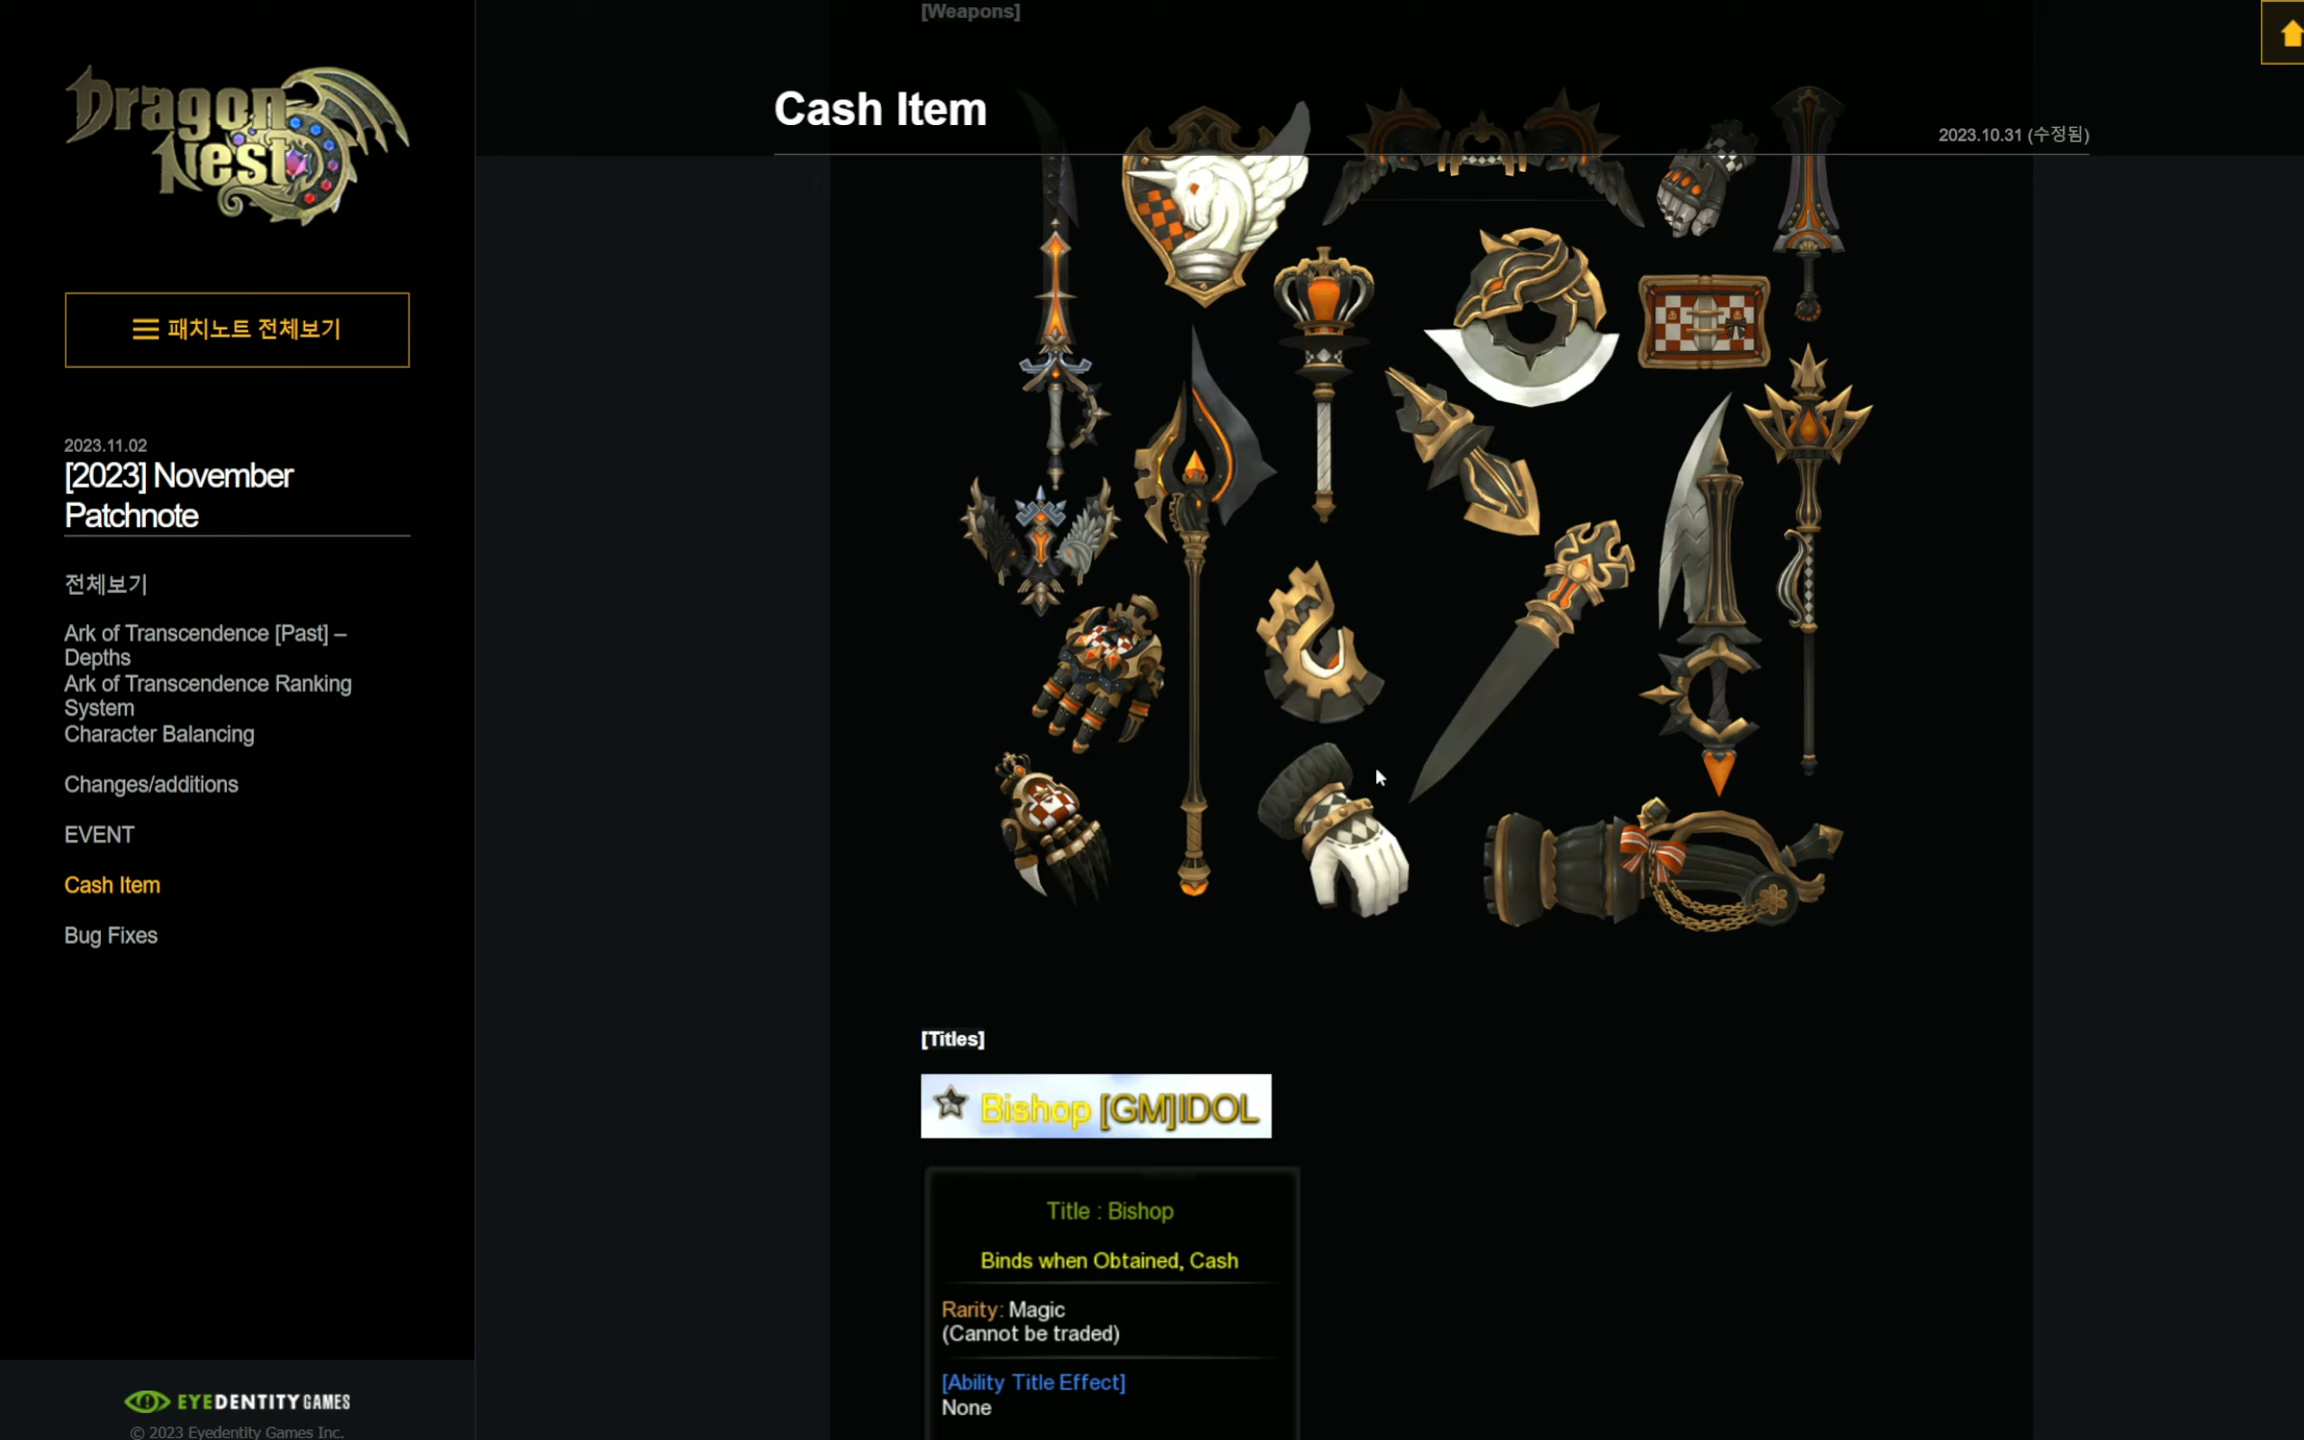 [Weapons]
Dragon
Nest
Cash Item
2023.10.31 (수정됨)
패치노트 전체보기
2023.11.02
[2023] November
Patchnote
전체보기
Ark of Transcendence [Past] –
Depths
Ark of Transcendence Ranking
System
Character Balancing
Changes/additions
EVENT
Cash Item
Bug Fixes
[Titles]
Bishop [GM]IDOL
Title : Bishop
Binds when Obtained, Cash
Rarity: Magic
(Cannot be traded)
[Ability Title Effect]
None
EYEDENTITY GAMES
© 2023 Eyedentity Games Inc.